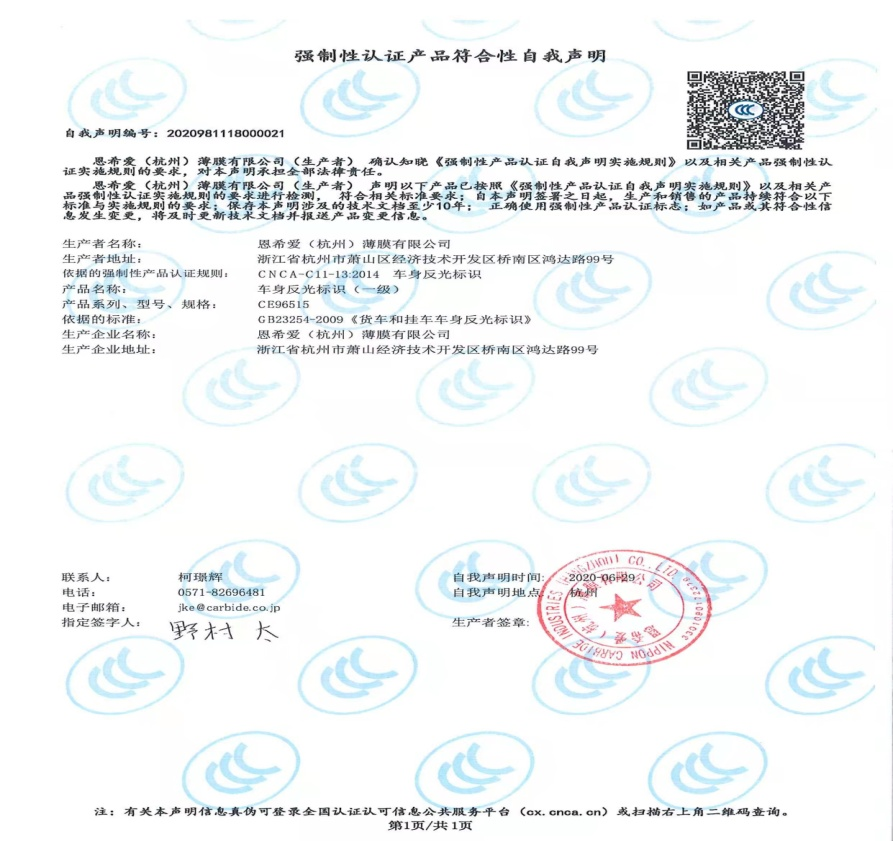 强制性认证产品符合性自我声明
自我声明编号：2020981118000021
恩希爱（杭州）薄膜有限公司（生产者） 确认知晓《强制性产品认证自我声明实施规则》以及相关产品强制性认
证实施规则的要求，对本声明承担全部法律责任。
恩希爱（杭州）薄膜有限公司（生产者） 声明以下产品已按照《强制性产品认证自我声明实施规则》以及相关产
品强制性认证实施规则的要求进行检测， 符合相关标准要求；自本声明签署之日起，生产和销售的产品持续符合以下
标准与实施规则的要求；保存本声明涉及的技术文档至少10年； 正确使用强制性产品认证标志；如产品或其符合性信
息发生变更，将及时更新技术文档并报送产品变更信息。
生产者名称： 恩希爱（杭州）薄膜有限公司
生产者地址： 浙江省杭州市萧山区经济技术开发区桥南区鸿达路99号
依据的强制性产品认证规则： CNCA-C11-13:2014 车身反光标识
产品名称： 车身反光标识（一级）
产品系列、型号、规格： CE96515
依据的标准： GB23254-2009《货车和挂车车身反光标识》
生产企业名称： 恩希爱（杭州）薄膜有限公司
生产企业地址： 浙江省杭州市萧山经济技术开发区桥南区鸿达路99号
联系人： 柯璟辉
电话： 0571-82696481
电子邮箱： jke@carbide.co.jp
指定签字人： 野村 大
自我声明时间: 2020-06-29
自我声明地点: 杭州
生产者签章:
NIPPON CARBIDE INDUSTRIES (HANGZHOU) CO., LTD.
恩希爱（杭州）薄膜有限公司
注：有关本声明信息真伪可登录全国认证认可信息公共服务平台（cx.cnca.cn）或扫描右上角二维码查询。
第1页/共1页